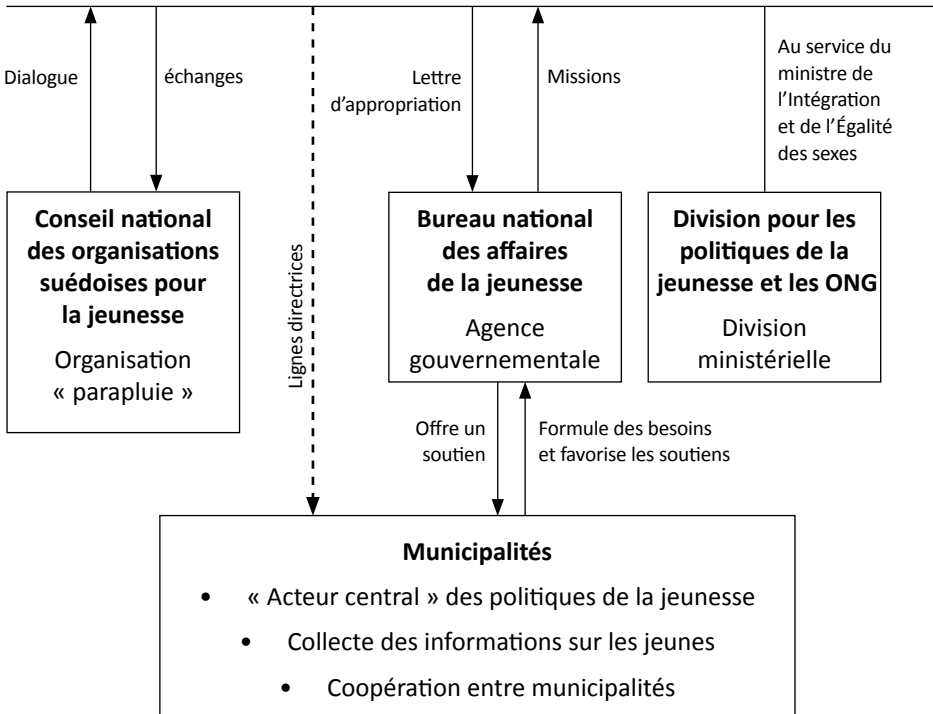 Dialogue
échanges
Lettre
d’appropriation
Missions
Au service du
ministre de
l’Intégration
et de l’Égalité
des sexes
Conseil national
des organisations
suédoises pour
la jeunesse
Organisation
« parapluie »
Lignes directrices
Bureau national
des affaires
de la jeunesse
Agence
gouvernementale
Division pour les
politiques de la
jeunesse et les ONG
Division
ministérielle
Offre un
soutien
Formule des besoins
et favorise les soutiens
Municipalités
• « Acteur central » des politiques de la jeunesse
• Collecte des informations sur les jeunes
• Coopération entre municipalités